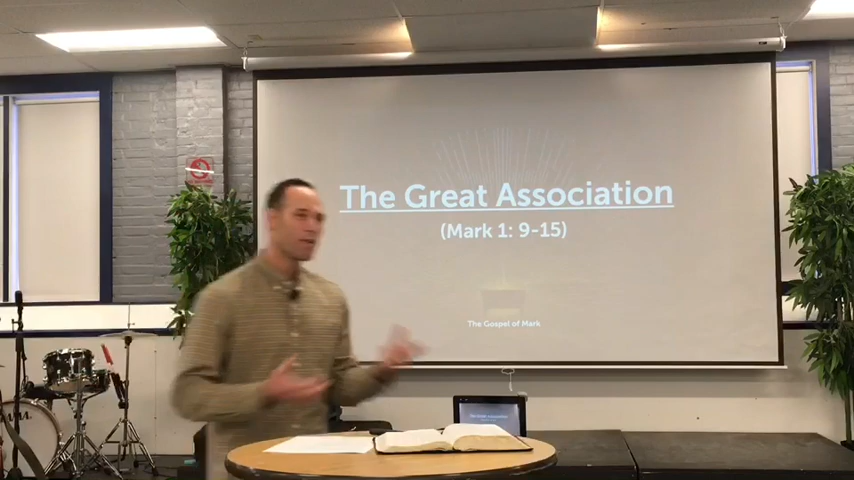 The Great Association
(Mark 1: 9-15)
The Gospel of Mark